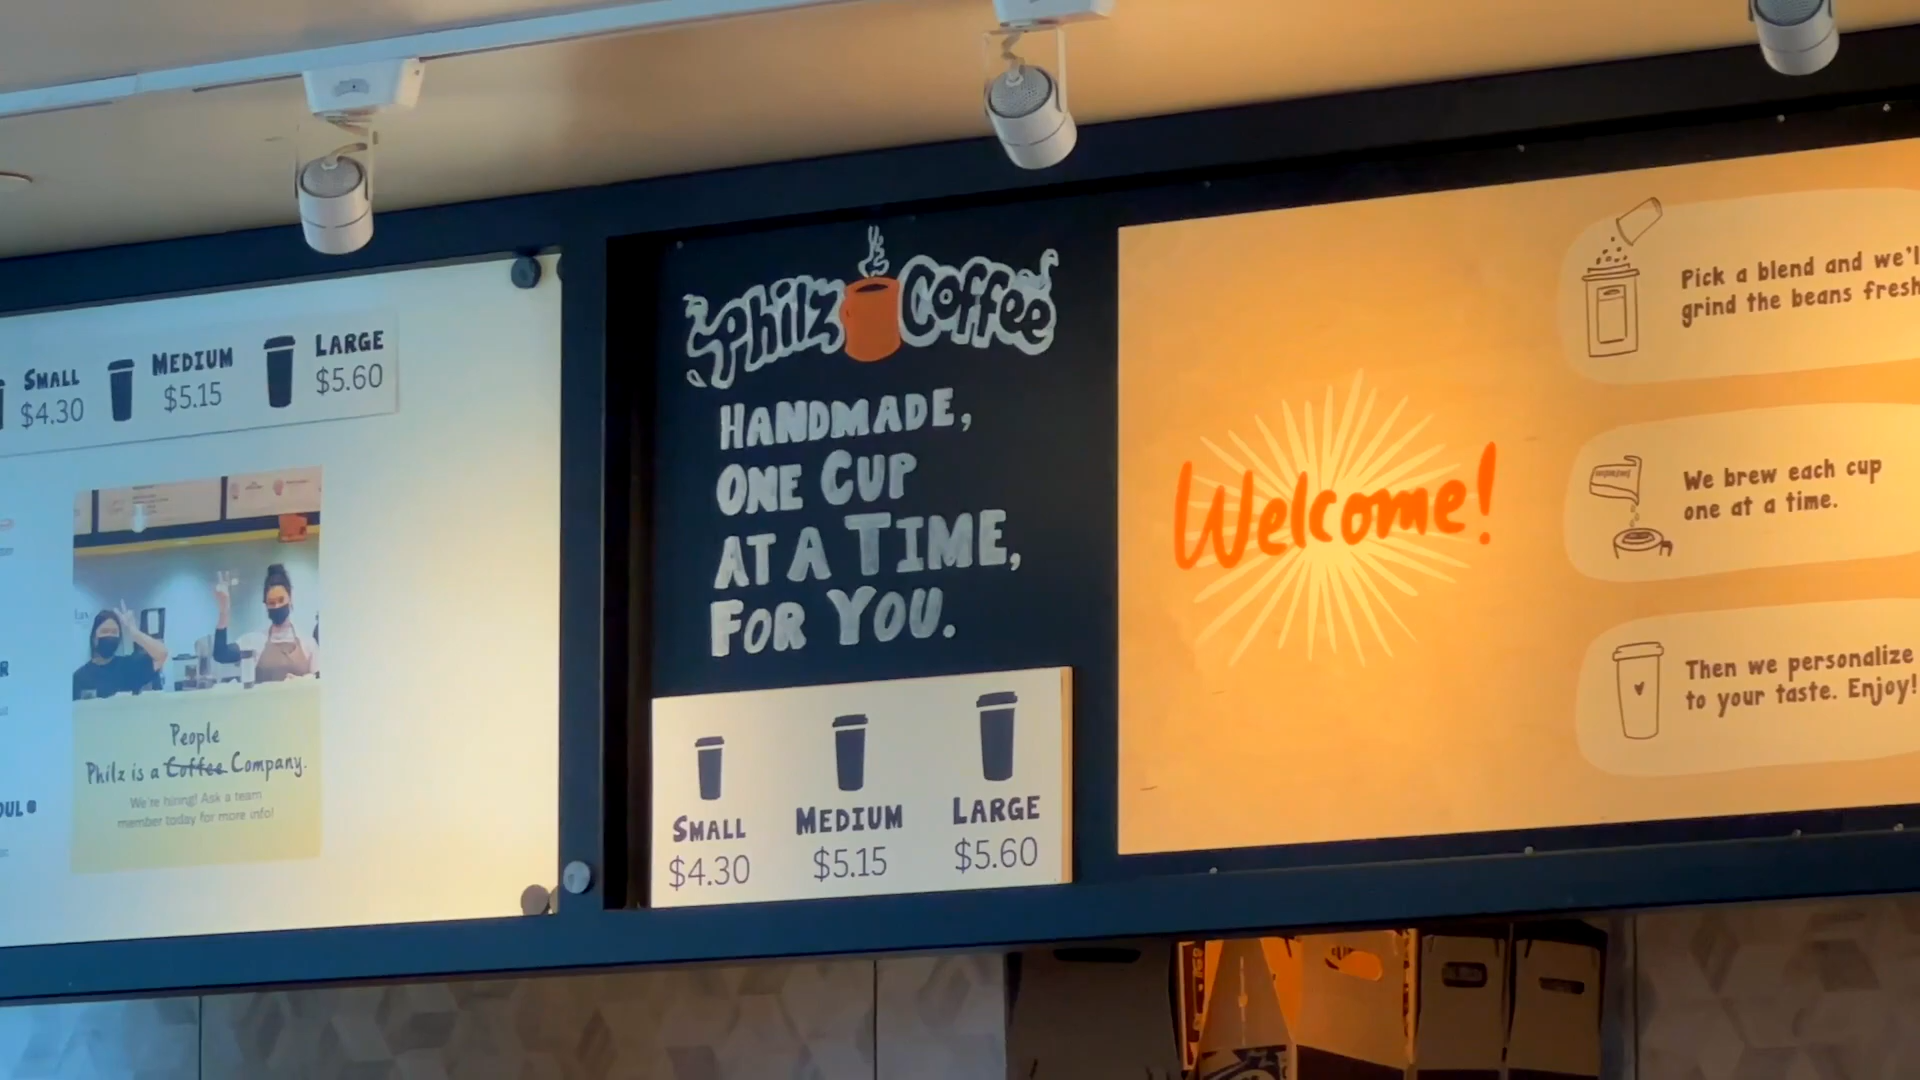 SMALL MEDIUM LARGE
$4.30 $5.15 $5.60
People
Philz is a Coffee Company.
We're hiring! Ask a team
member today for more info!
Philz Coffee
HANDMADE,
ONE CUP
AT A TIME,
FOR YOU.
SMALL MEDIUM LARGE
$4.30 $5.15 $5.60
Welcome!
Pick a blend and we'l
grind the beans fresh
We brew each cup
one at a time.
Then we personalize
to your taste. Enjoy!